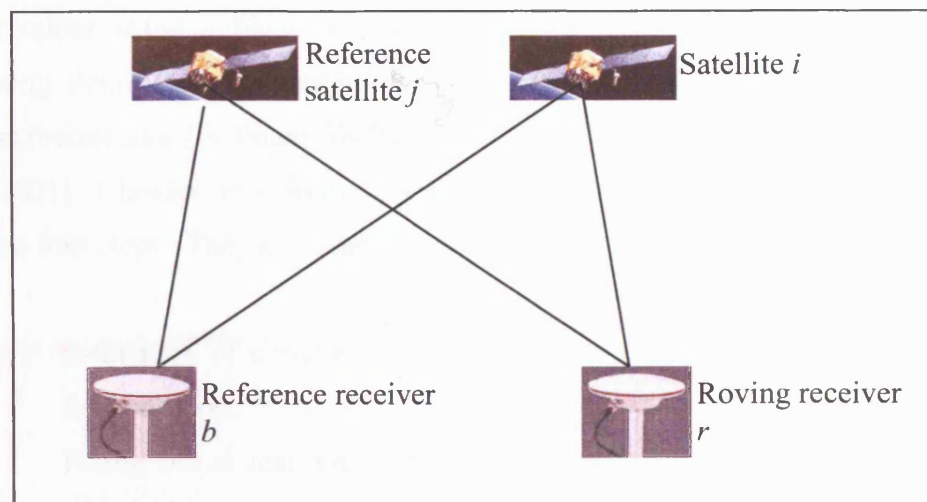 Reference
satellite j
Satellite i
Reference receiver
b
Roving receiver
r